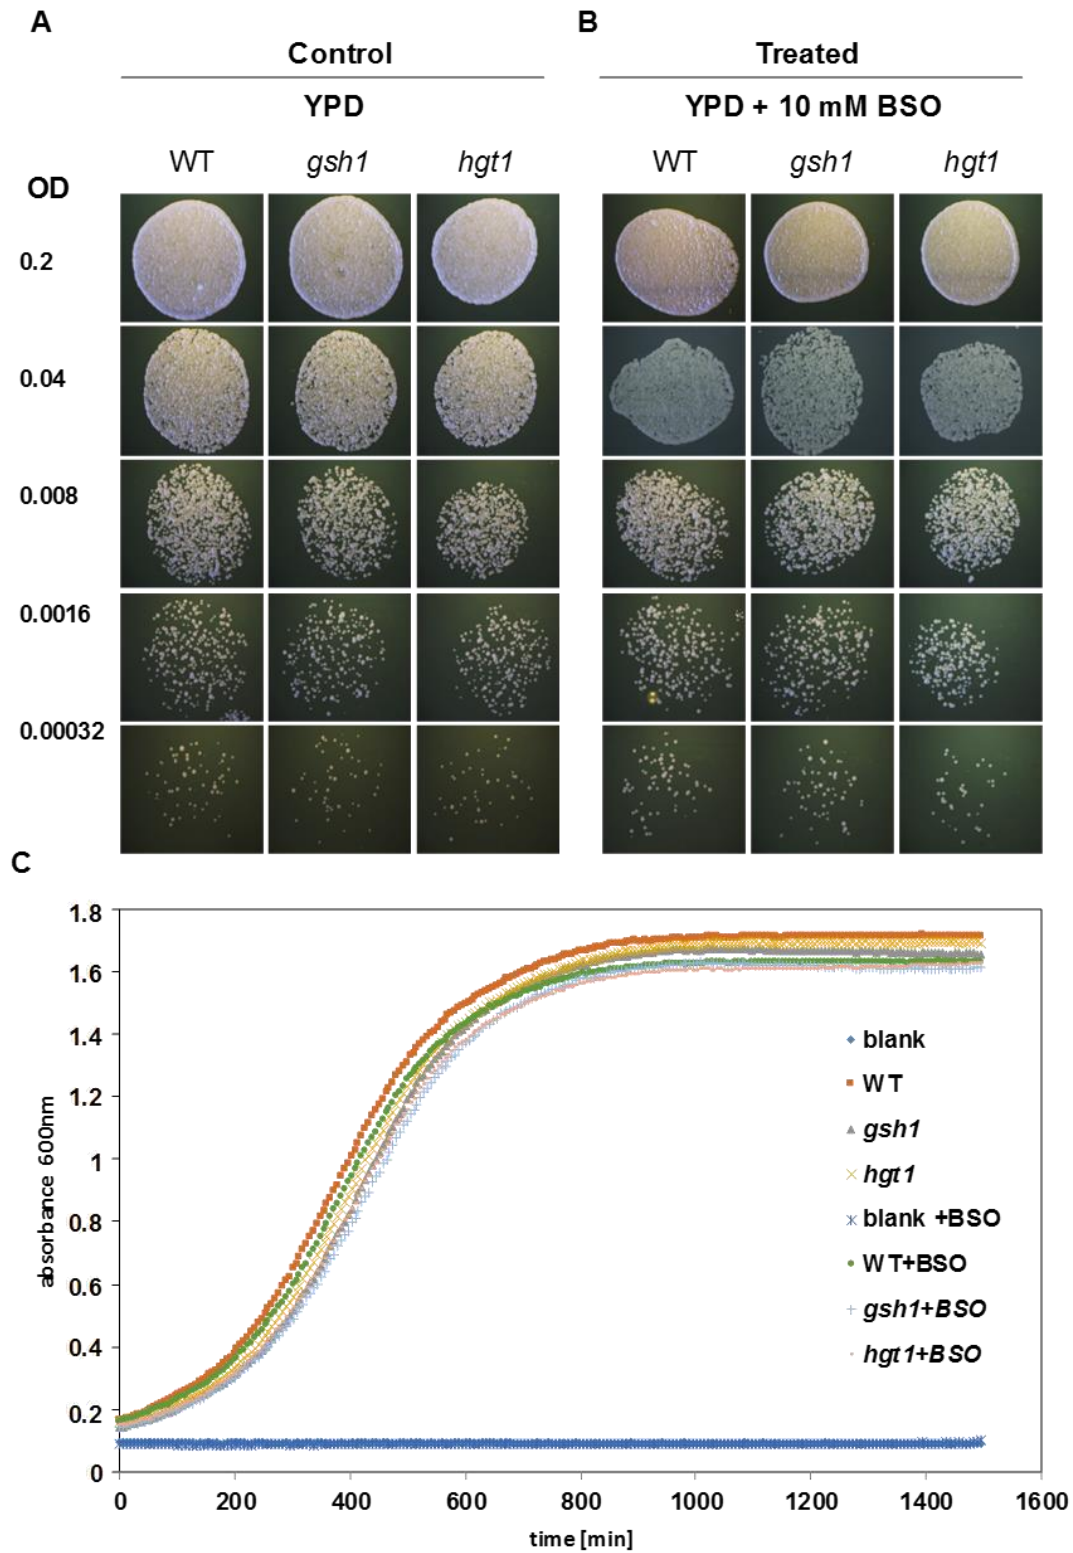 A
B
Control
Treated
YPD
YPD + 10 mM BSO
WT gsh1 hgt1
WT gsh1 hgt1
OD
0.2
0.04
0.008
0.0016
0.00032
C
1.8
1.6
1.4
1.2
1
0.8
0.6
0.4
0.2
0
absorbance 600nm
blank
WT
gsh1
hgt1
blank +BSO
WT+BSO
gsh1+BSO
hgt1+BSO
0 200 400 600 800 1000 1200 1400 1600
time [min]